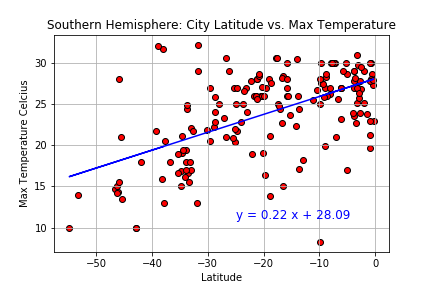 Southern Hemisphere: City Latitude vs. Max Temperature
Max Temperature Celcius
30
25
20
15
10
y = 0.22 x + 28.09
−50
−40
−30
−20
−10
0
Latitude